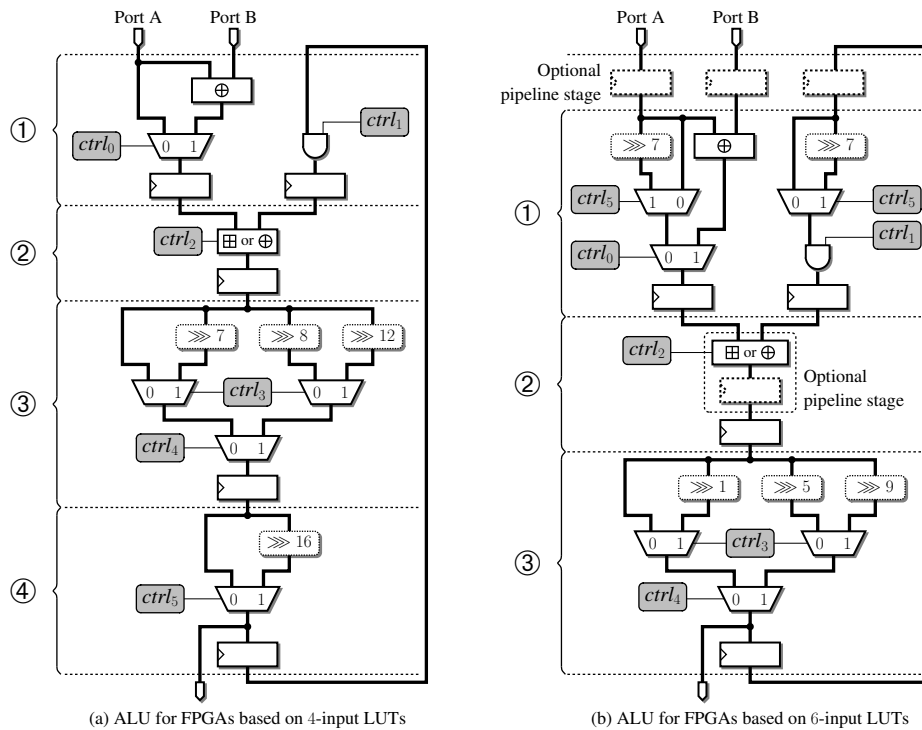 Port A Port B
⊕
① ctrl₀ 0 1 ctrl₁
② ctrl₂ ⊞ or ⊕
⋙ 7 ⋙ 8 ⋙ 12
③ 0 1 ctrl₃ 0 1
ctrl₄ 0 1
⋙ 16
④ ctrl₅ 0 1
(a) ALU for FPGAs based on 4-input LUTs
Port A Port B
Optional
pipeline stage
⋙ 7 ⊕ ⋙ 7
① ctrl₅ 1 0 0 1 ctrl₅
ctrl₀ 0 1 ctrl₁
ctrl₂ ⊞ or ⊕
② Optional
pipeline stage
⋙ 1 ⋙ 5 ⋙ 9
③ 0 1 ctrl₃ 0 1
ctrl₄ 0 1
(b) ALU for FPGAs based on 6-input LUTs